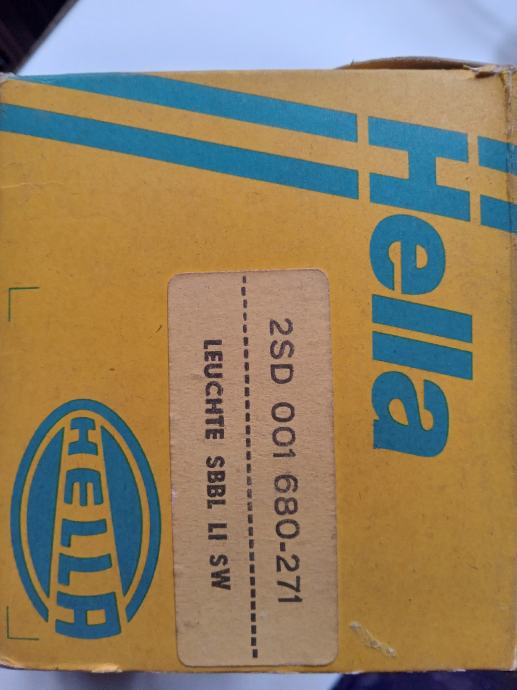 Hella
2SD 001 680-271
LEUCHTE SBBL LI SW
HELLA